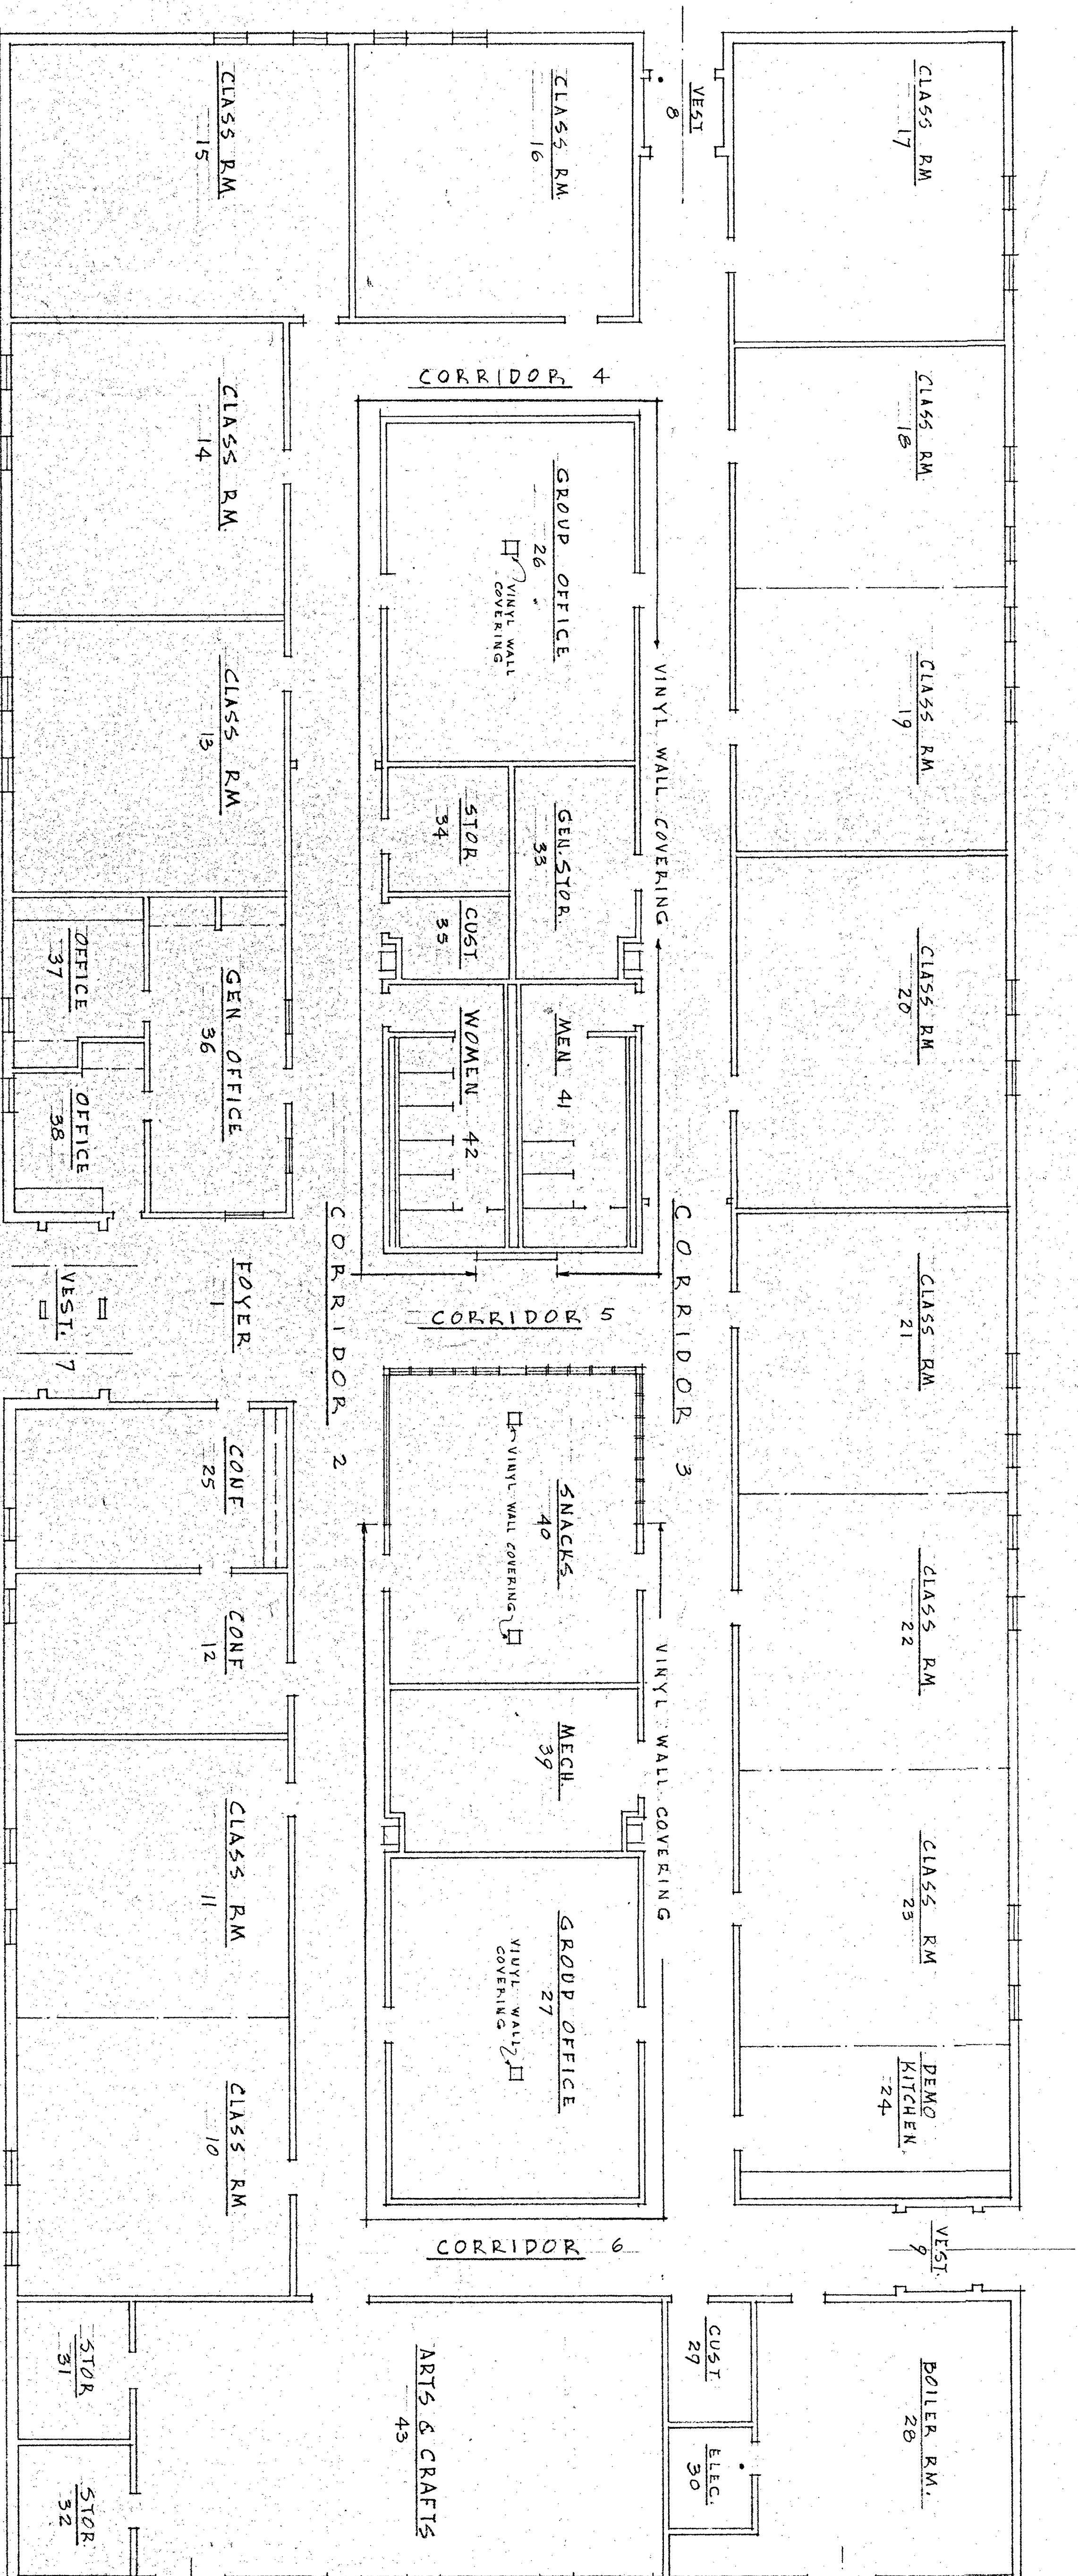 CLASS RM
17
CLASS RM.
18
CLASS RM
19
CLASS RM
20
CLASS RM
21
CLASS RM.
22
CLASS RM
23
DEMO
KITCHEN.
24
VEST.
9
BOILER RM.
28
VEST
8
CORRIDOR 3
CUST.
29
ELEC.
30
VINYL WALL COVERING
VINYL WALL COVERING
CLASS RM.
16
CORRIDOR 4
GROUP OFFICE
26
VINYL WALL
COVERING
GEN. STOR.
33
STOR
34
CUST.
35
MEN 41
WOMEN 42
CORRIDOR 5
SNACKS
40
VINYL WALL COVERING
MECH.
39
GROUP OFFICE
27
VINYL WALL
COVERING
CORRIDOR 6
ARTS & CRAFTS
43
CORRIDOR 2
CLASS RM.
15
CLASS RM.
14
CLASS RM.
13
GEN OFFICE
36
OFFICE
37
OFFICE
38
FOYER
1
VEST. 7
CONF
25
CONF
12
CLASS RM
11
CLASS RM
10
STOR
31
STOR.
32